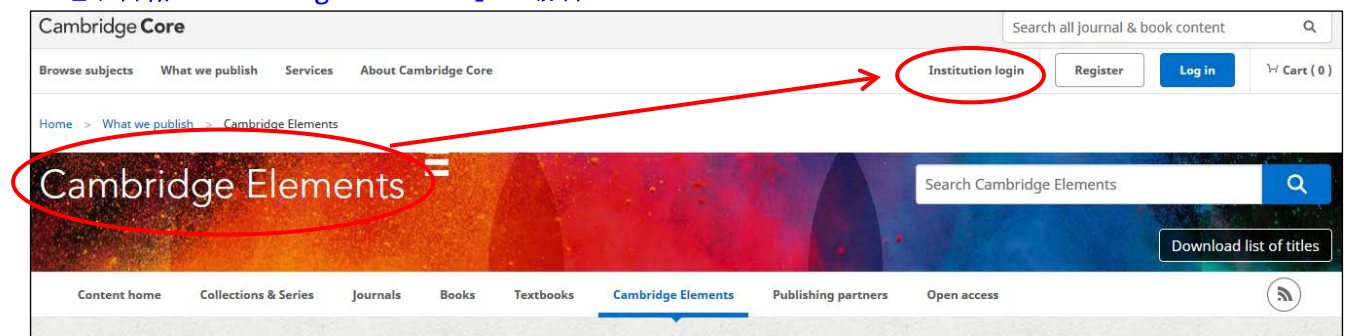 Cambridge Core
Search all journal & book content
Browse subjects What we publish Services About Cambridge Core Institution login Register Log in Cart ( 0 )
Home > What we publish > Cambridge Elements
Cambridge Elements
Search Cambridge Elements
Download list of titles
Content home Collections & Series Journals Books Textbooks Cambridge Elements Publishing partners Open access